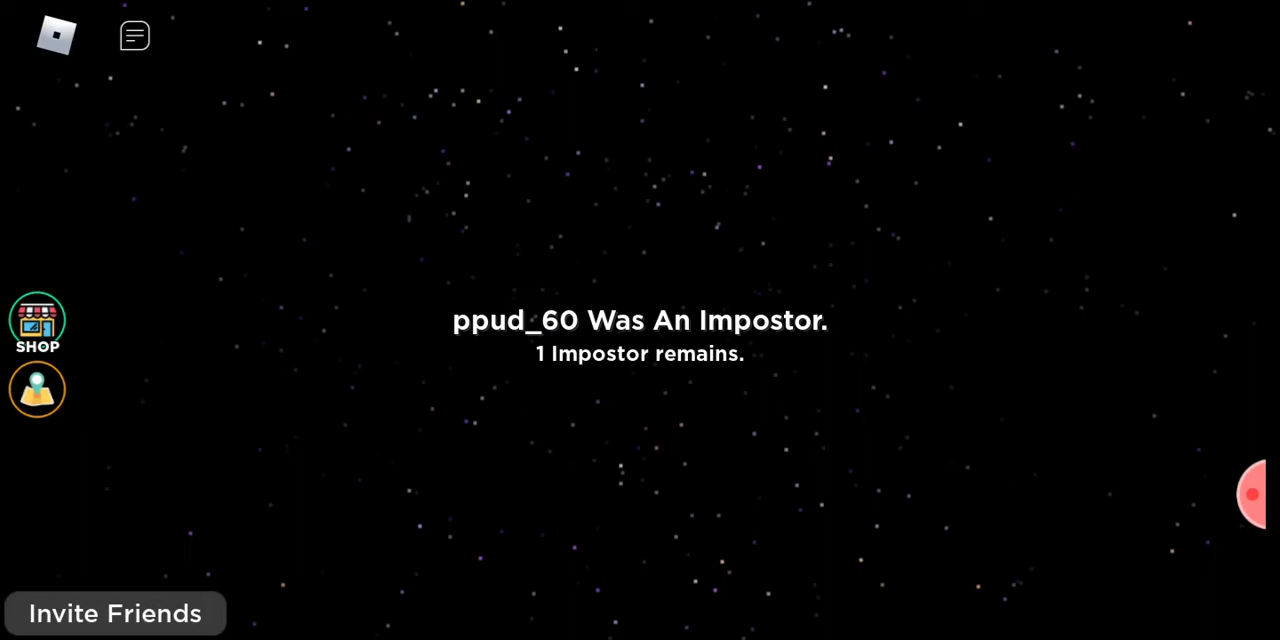 ppud_60 Was An Impostor.
1 Impostor remains.
SHOP
Invite Friends